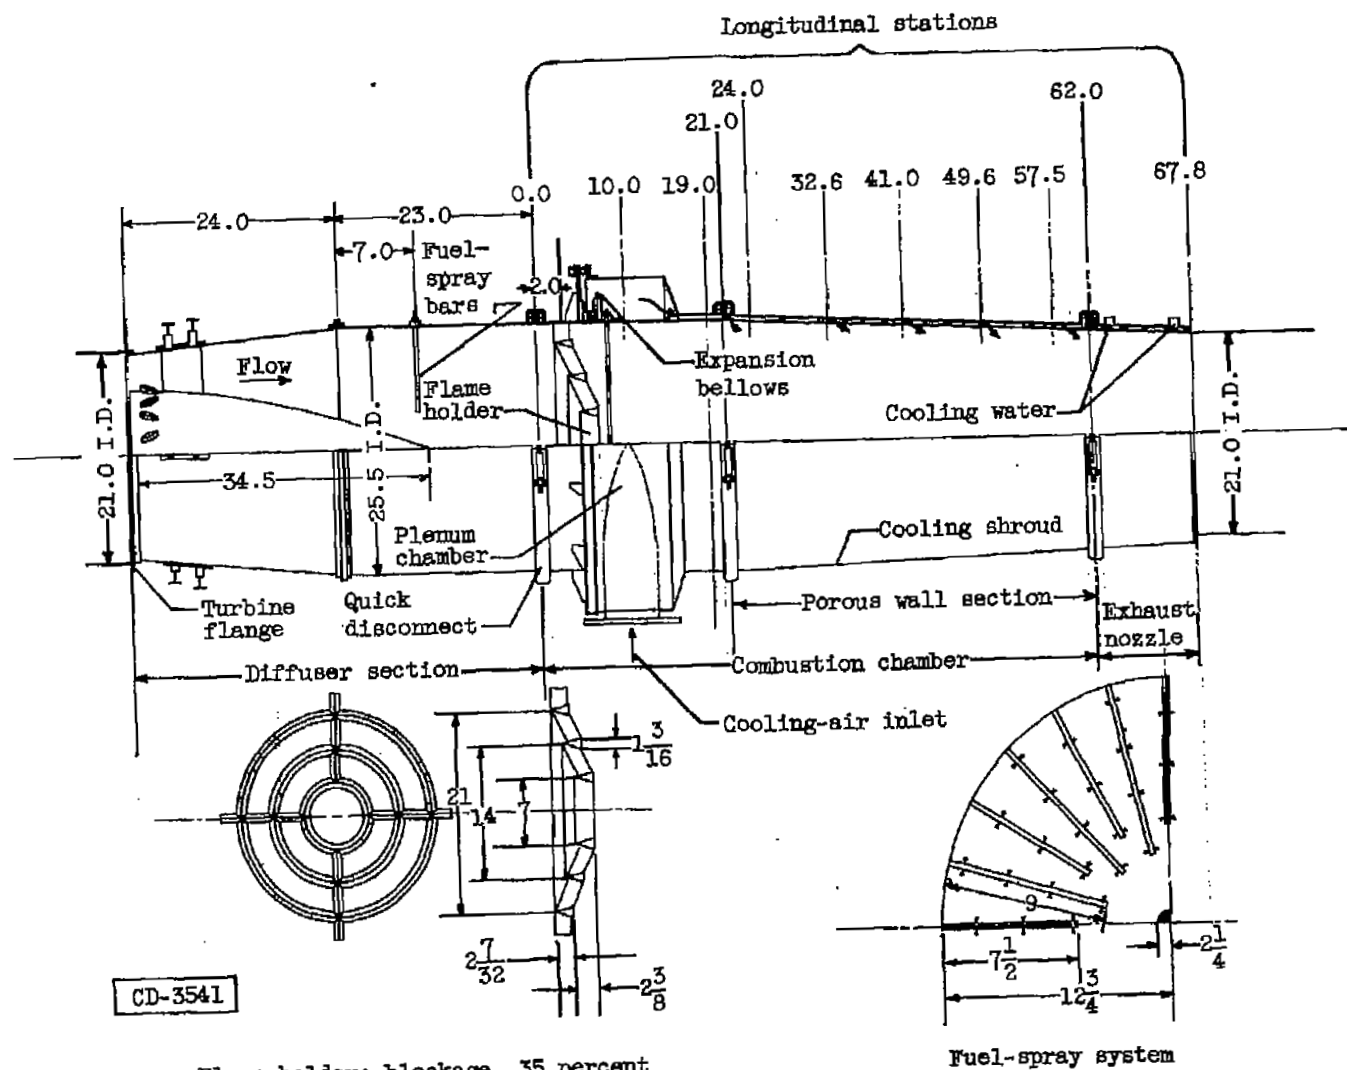 Longitudinal stations
24.0
62.0
21.0
0.0
10.0
19.0
32.6
41.0
49.6
57.5
67.8
24.0
23.0
7.0
Fuel-
spray
bars
2.0
Flow
Flame
holder
Expansion
bellows
Cooling water
21.0 I.D.
25.5 I.D.
21.0 I.D.
34.5
Plenum
chamber
Cooling shroud
Turbine
flange
Quick
disconnect
Porous wall section
Exhaust
nozzle
Diffuser section
Combustion chamber
Cooling-air inlet
1 3/16
21
14
7
9
2 7/32
2 3/8
7 1/2
2 1/4
12 3/4
CD-3541
blockage, 35 percent
Fuel-spray system